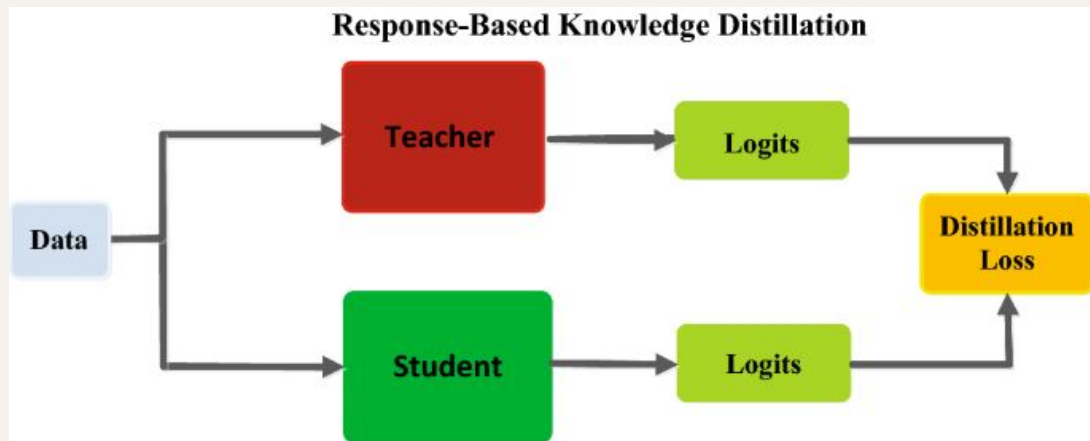 Response-Based Knowledge Distillation
Teacher
Logits
Data
Distillation
Loss
Student
Logits